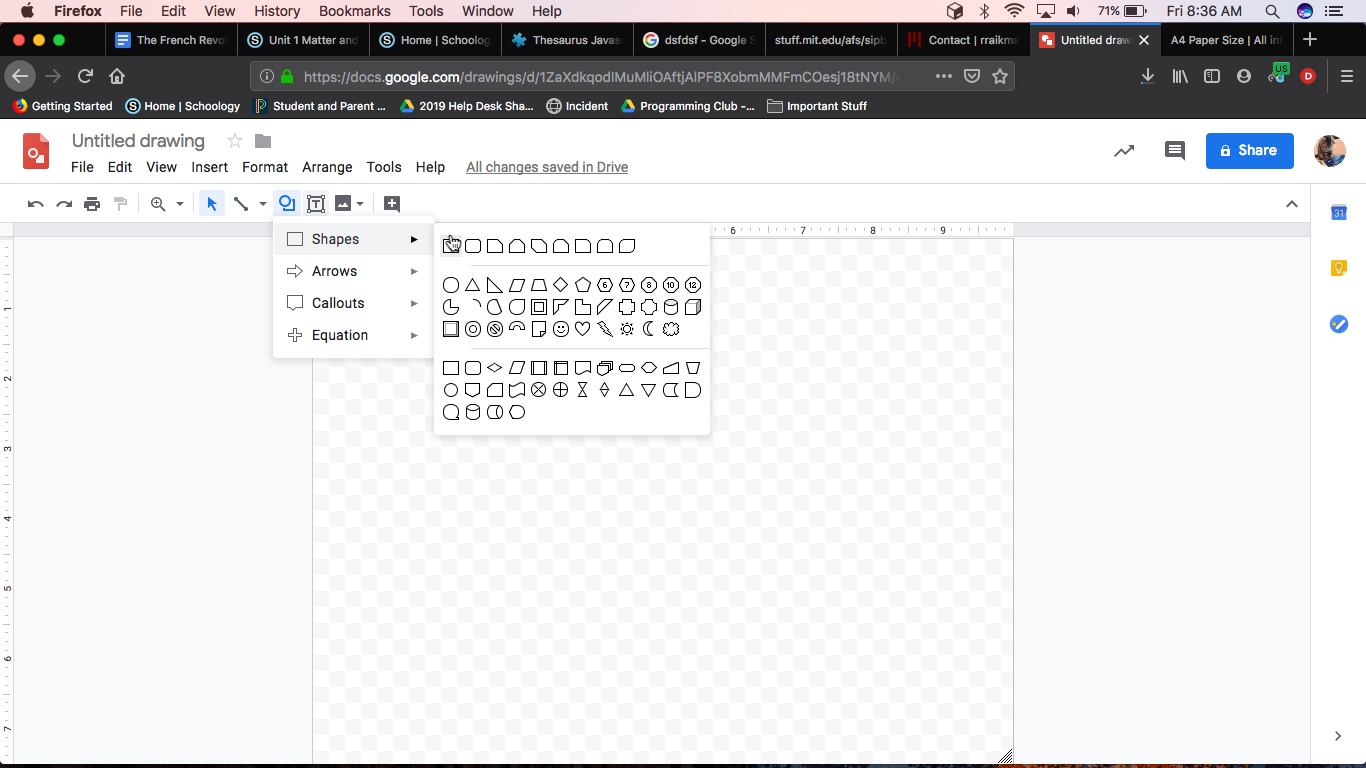 Firefox File Edit View History Bookmarks Tools Window Help 71% Fri 8:36 AM
The French Revo Unit 1 Matter and Home | Schoolog Thesaurus Javas dsfdsf - Google S stuff.mit.edu/afs/sipb Contact | rraikma Untitled draw A4 Paper Size | All in
https://docs.google.com/drawings/d/1ZaXdkqodIMuMliOAftjAlPF8XobmMMFmCOesj18tNYM/e US D
Getting Started Home | Schoology Student and Parent ... 2019 Help Desk Sha... Incident Programming Club -... Important Stuff
Untitled drawing
File Edit View Insert Format Arrange Tools Help All changes saved in Drive
Share
31
Shapes
Arrows
Callouts
Equation
6 7 8 10 12
6 7 8 9
1
2
3
4
5
6
7